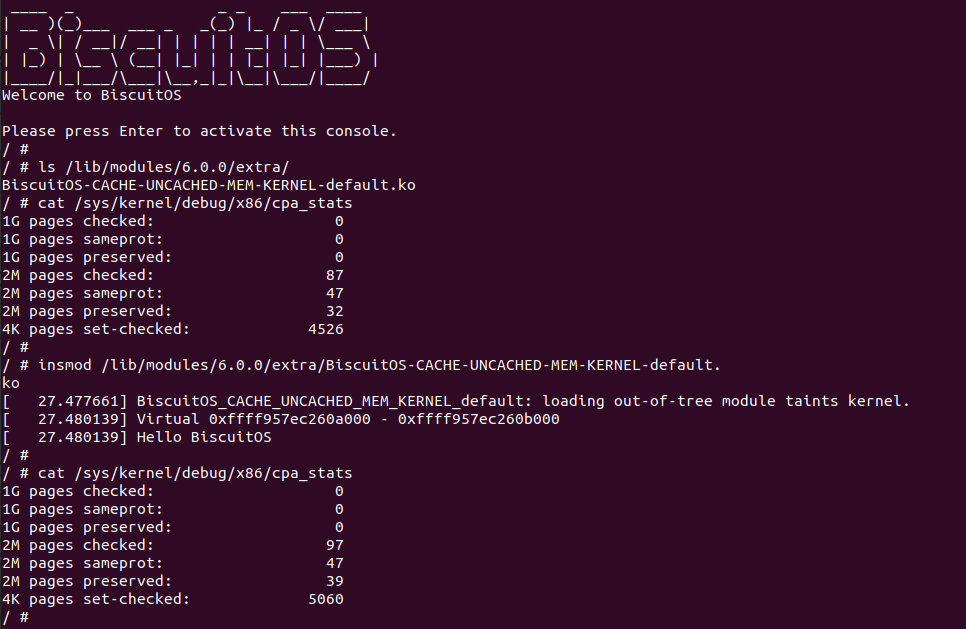 ____  _                _ _    ___  ____
| __ )(_)___  ___ _   _(_) |_ / _ \/ ___|
|  _ \| / __|/ __| | | | | __| | | \___ \
| |_) | \__ \ (__| |_| | | |_| |_| |___) |
|____/|_|___/\___|\__,_|_|\__|\___/|____/
Welcome to BiscuitOS
Please press Enter to activate this console.
/ #
/ # ls /lib/modules/6.0.0/extra/
BiscuitOS-CACHE-UNCACHED-MEM-KERNEL-default.ko
/ # cat /sys/kernel/debug/x86/cpa_stats
1G pages checked:                    0
1G pages sameprot:                   0
1G pages preserved:                  0
2M pages checked:                   87
2M pages sameprot:                  47
2M pages preserved:                 32
4K pages set-checked:             4526
/ #
/ # insmod /lib/modules/6.0.0/extra/BiscuitOS-CACHE-UNCACHED-MEM-KERNEL-default.
ko
[   27.477661] BiscuitOS_CACHE_UNCACHED_MEM_KERNEL_default: loading out-of-tree module taints kernel.
[   27.480139] Virtual 0xffff957ec260a000 - 0xffff957ec260b000
[   27.480139] Hello BiscuitOS
/ #
/ # cat /sys/kernel/debug/x86/cpa_stats
1G pages checked:                    0
1G pages sameprot:                   0
1G pages preserved:                  0
2M pages checked:                   97
2M pages sameprot:                  47
2M pages preserved:                 39
4K pages set-checked:             5060
/ #